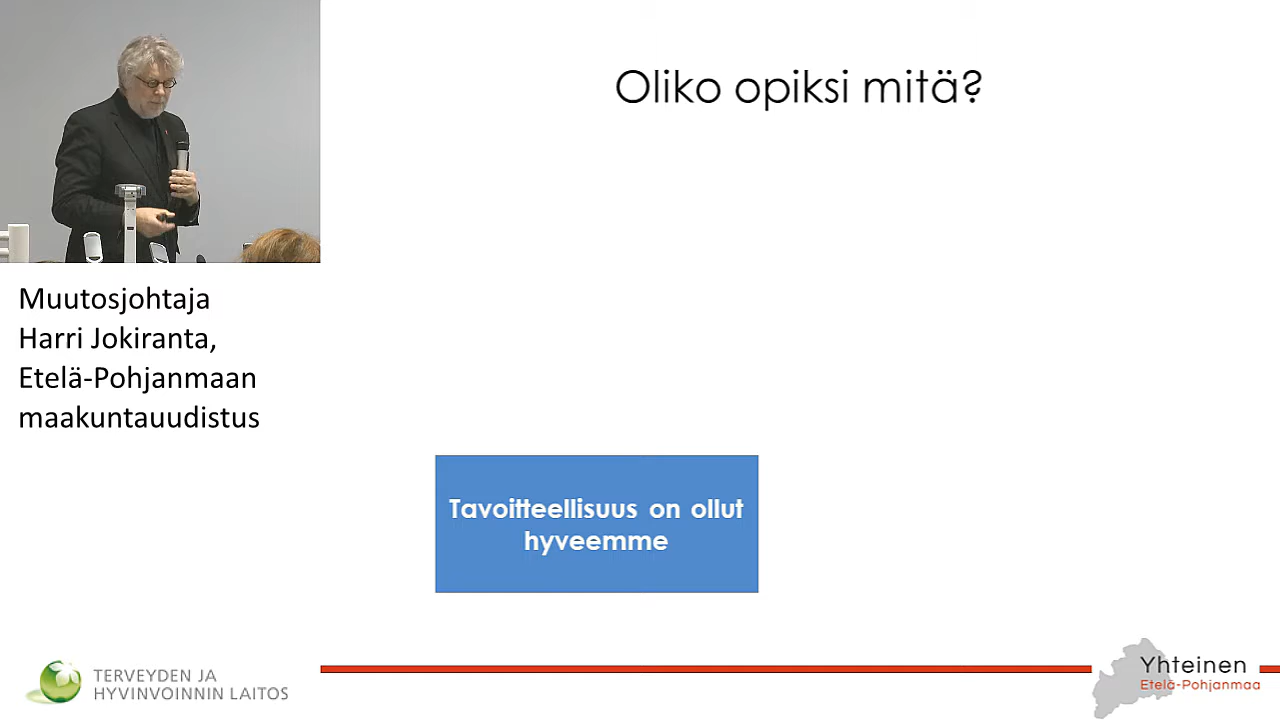 Oliko opiksi mitä?
Muutosjohtaja
Harri Jokiranta,
Etelä-Pohjanmaan
maakuntauudistus
Tavoitteellisuus on ollut
hyveemme
TERVEYDEN JA
HYVINVOINNIN LAITOS
Yhteinen
Etelä-Pohjanmaa